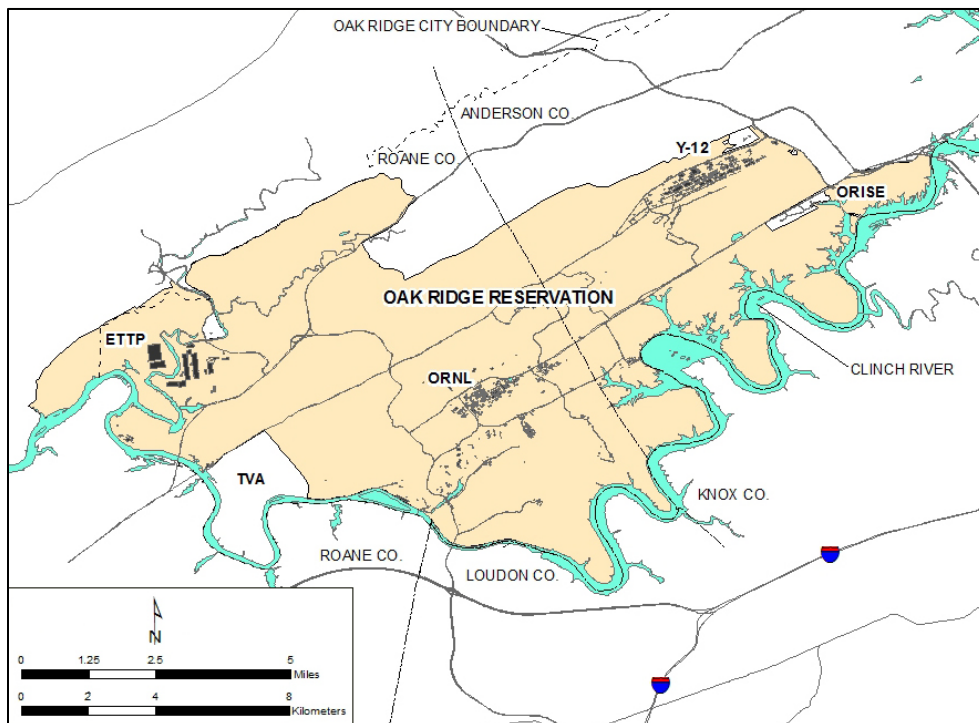 OAK RIDGE CITY BOUNDARY
ANDERSON CO.
ROANE CO.
Y-12
ORISE
OAK RIDGE RESERVATION
ETTP
ORNL
CLINCH RIVER
TVA
KNOX CO.
ROANE CO.
LOUDON CO.
N
0 1.25 2.5 5
Miles
0 2 4 8
Kilometers